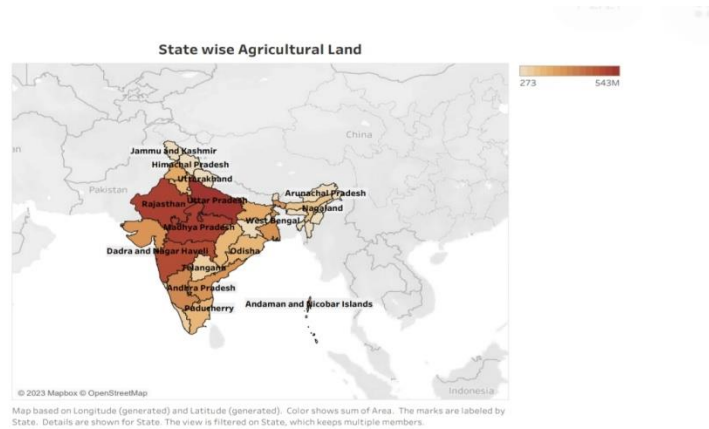 State wise Agricultural Land
273
543M
China
Jammu and Kashmir
Himachal Pradesh
Uttarakhand
Pakistan
Arunachal Pradesh
Uttar Pradesh
Rajasthan
Nagaland
West Bengal
Madhya Pradesh
Dadra and Nagar Haveli
Odisha
Telangana
Andhra Pradesh
Andaman and Nicobar Islands
Puducherry
© 2023 Mapbox © OpenStreetMap
Indonesia
Map based on Longitude (generated) and Latitude (generated). Color shows sum of Area. The marks are labeled by
State. Details are shown for State. The view is filtered on State, which keeps multiple members.